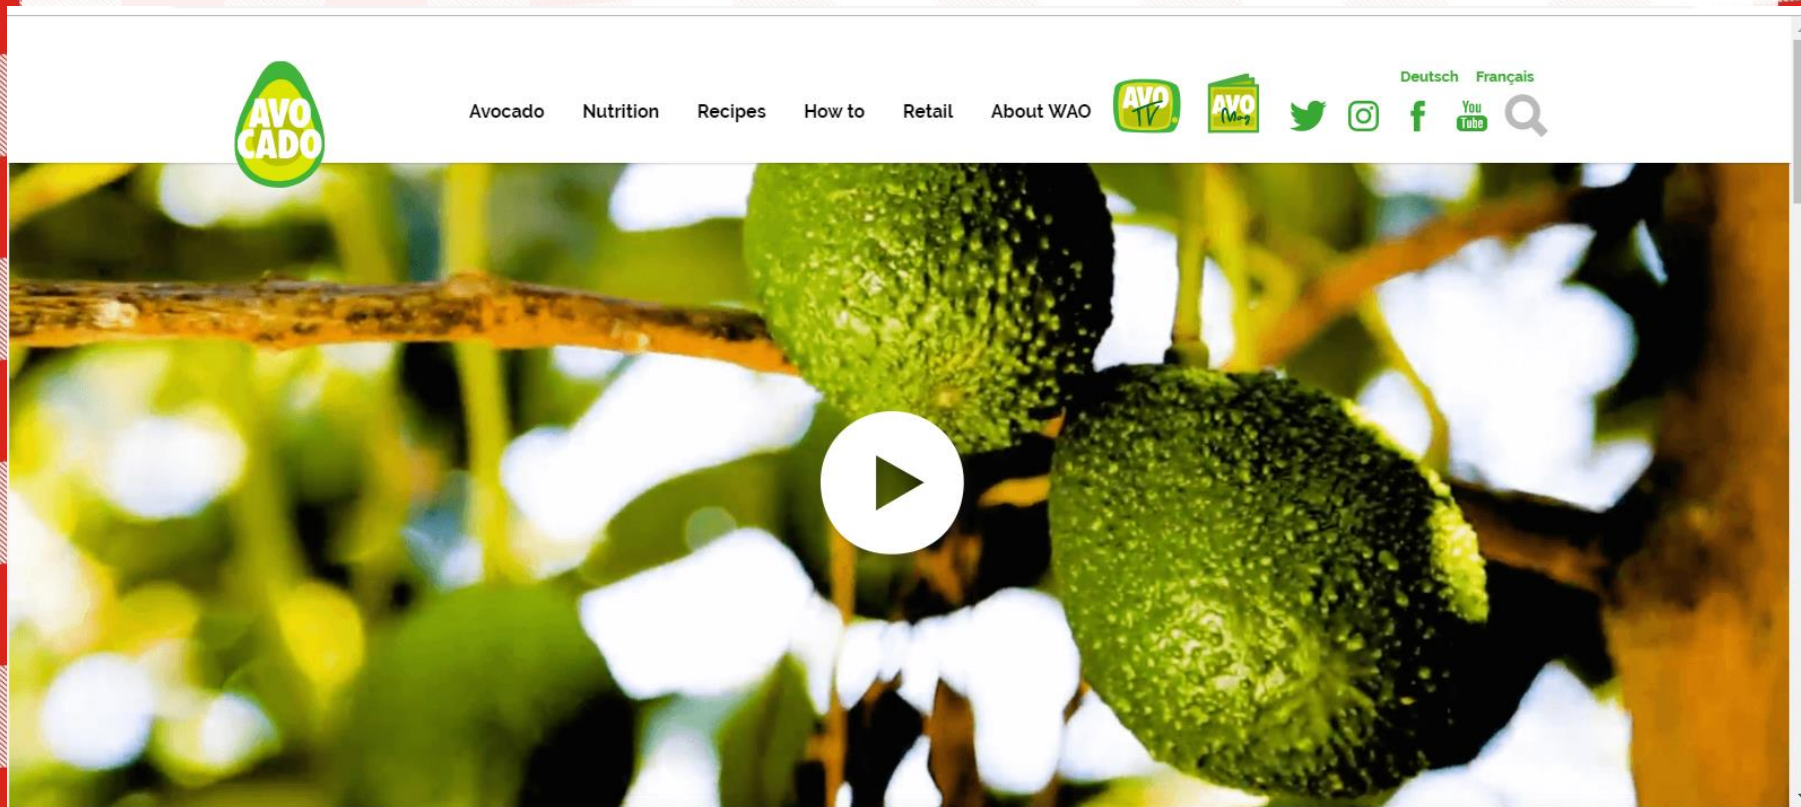 Deutsch Français
AVO
CADO
Avocado Nutrition Recipes How to Retail About WAO
AVO
TV
AVO
Mag
You
Tube